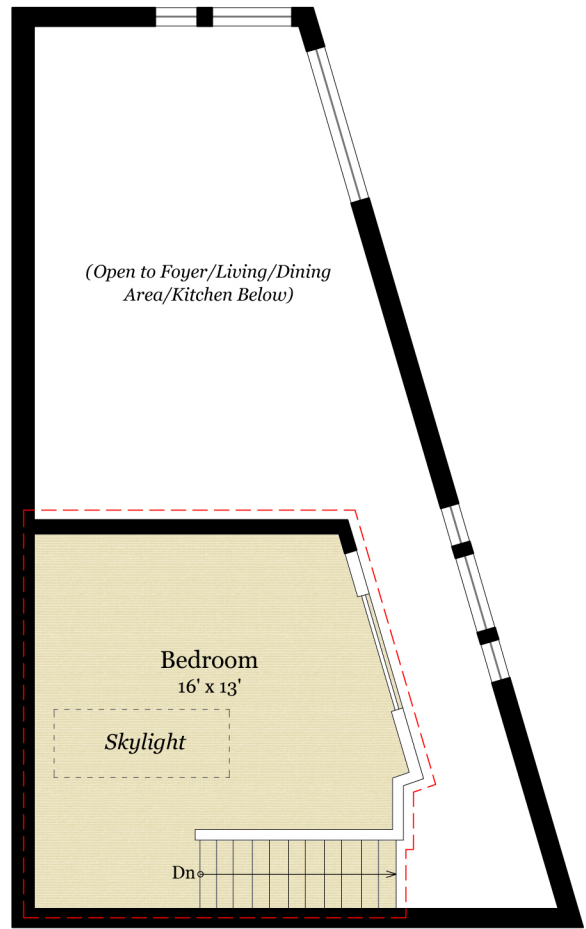 (Open to Foyer/Living/Dining
Area/Kitchen Below)
Bedroom
16' x 13'
Skylight
Dn